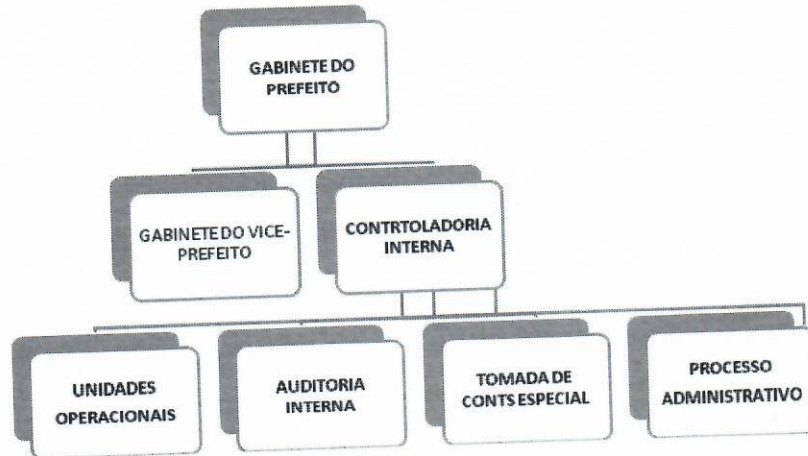 GABINETE DO
PREFEITO
GABINETE DO VICE-
PREFEITO
CONTRTOLADORIA
INTERNA
UNIDADES
OPERACIONAIS
AUDITORIA
INTERNA
TOMADA DE
CONTS ESPECIAL
PROCESSO
ADMINISTRATIVO